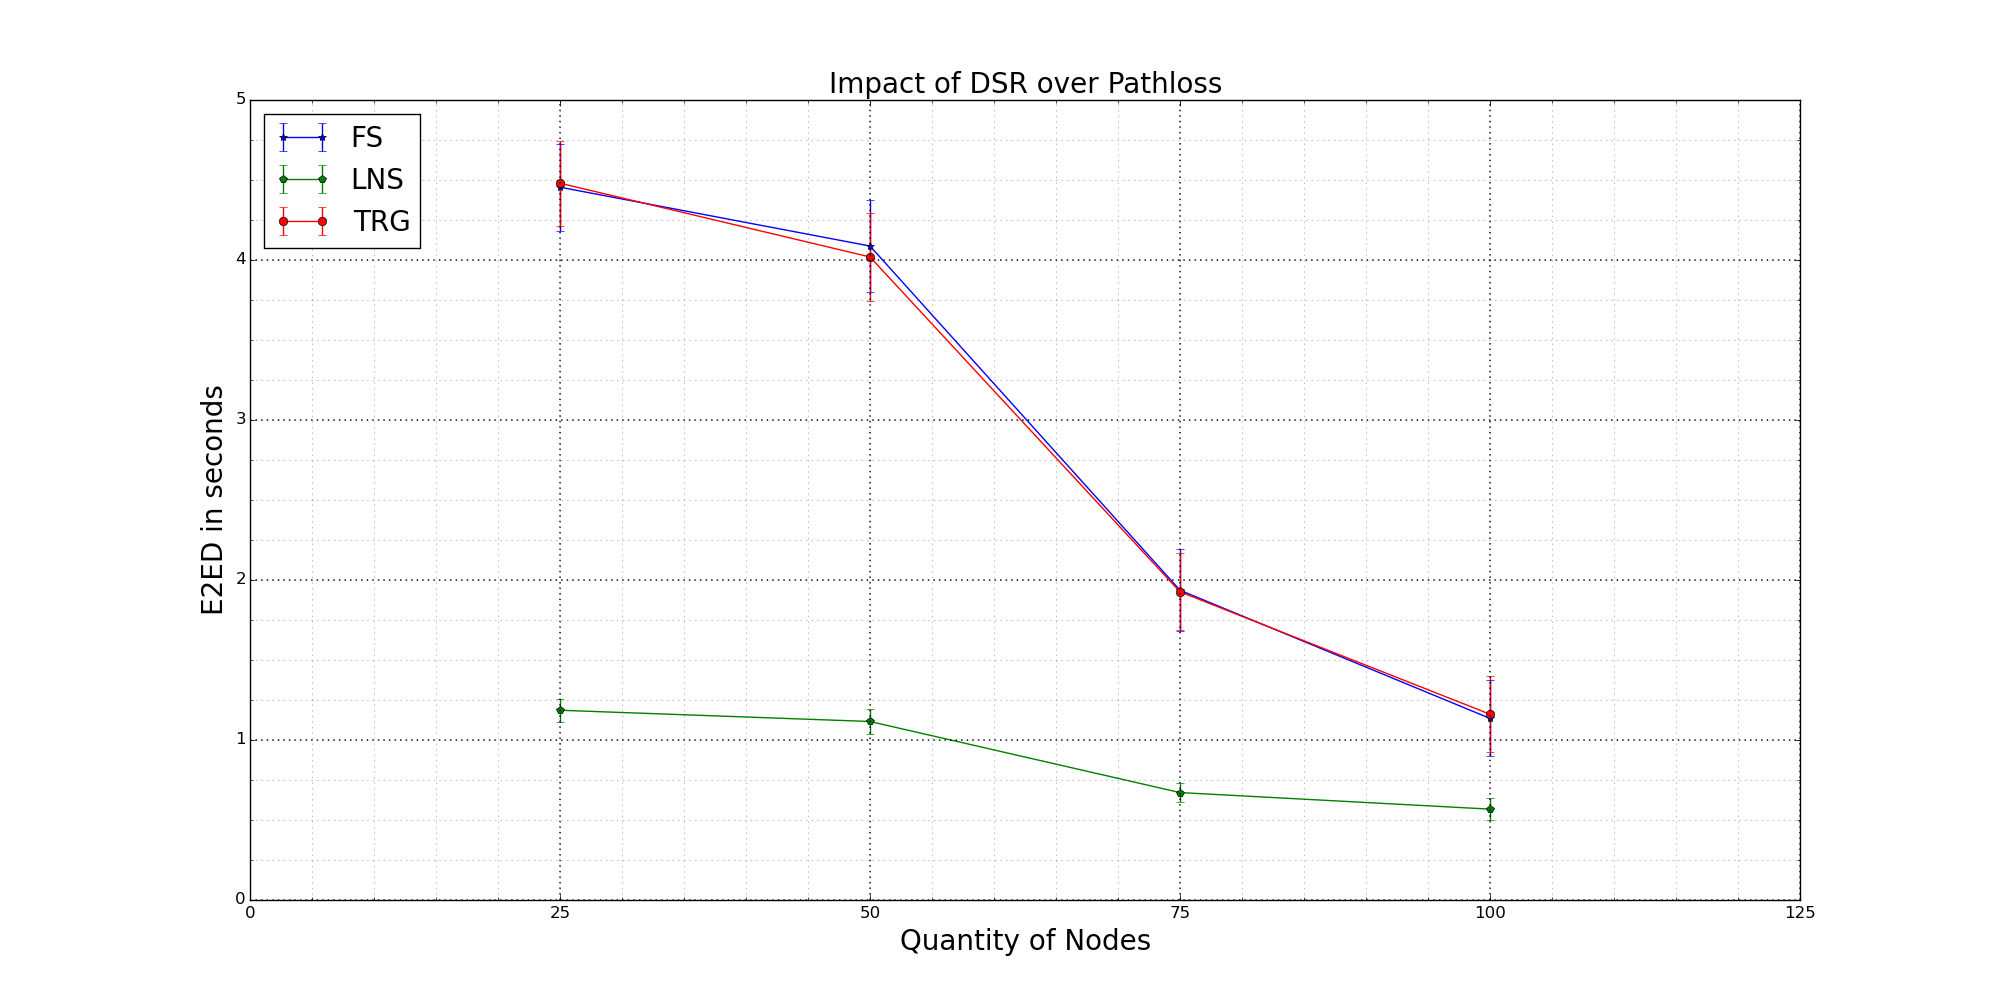 Impact of DSR over Pathloss
FS
LNS
TRG
E2ED in seconds
5
4
3
2
1
0
0 25 50 75 100 125
Quantity of Nodes